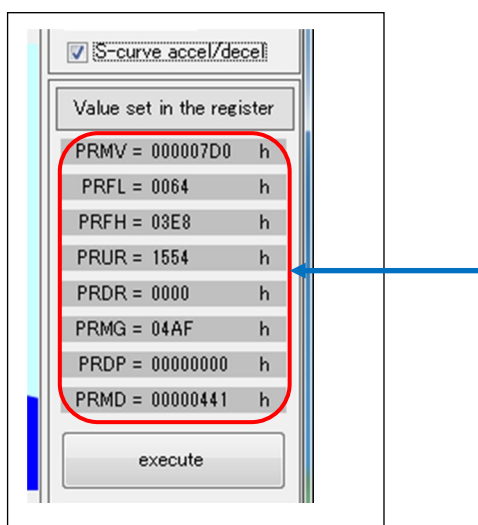 S-curve accel/decel
Value set in the register
PRMV = 000007D0 h
PRFL = 0064 h
PRFH = 03E8 h
PRUR = 1554 h
PRDR = 0000 h
PRMG = 04AF h
PRDP = 00000000 h
PRMD = 00000441 h
execute